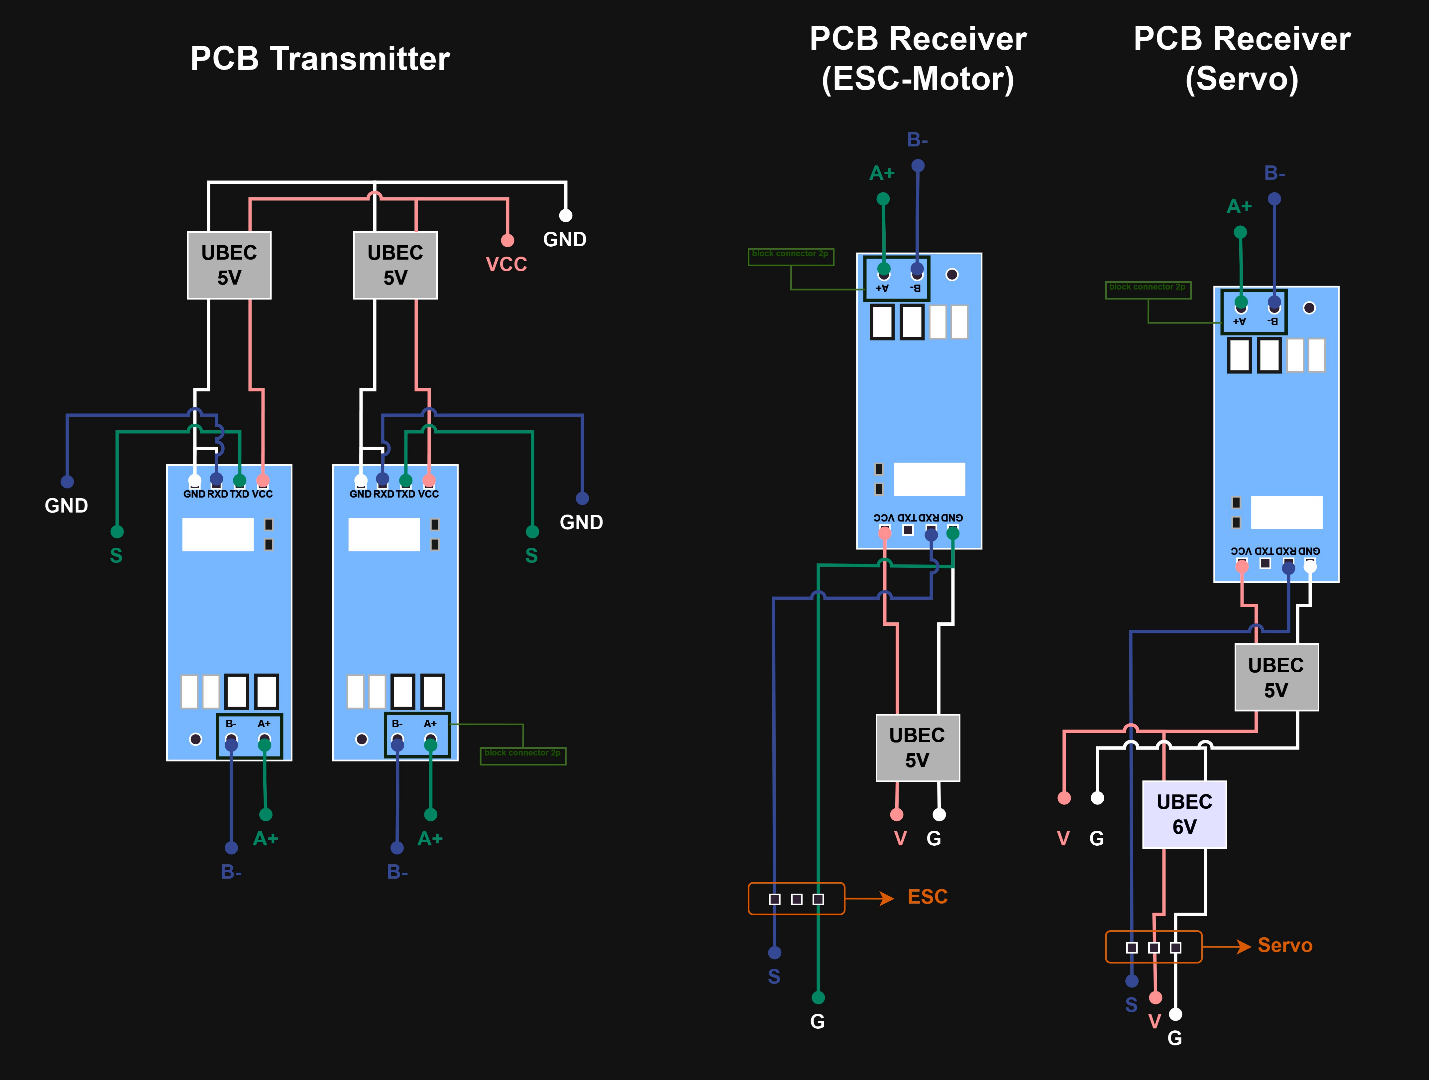 PCB Transmitter
PCB Receiver
(ESC-Motor)
PCB Receiver
(Servo)
B-
A+
B-
A+
GND
VCC
UBEC
5V
UBEC
5V
block connector 2p
A+ B-
block connector 2p
A+ B-
GND
S
GND RXD TXD VCC
GND RXD TXD VCC
GND
S
VCC TXD RXD GND
VCC TXD RXD GND
UBEC
5V
B- A+
B- A+
block connector 2p
UBEC
5V
UBEC
6V
A+
B-
A+
B-
V G
V G
ESC
Servo
S
G
S
V
G